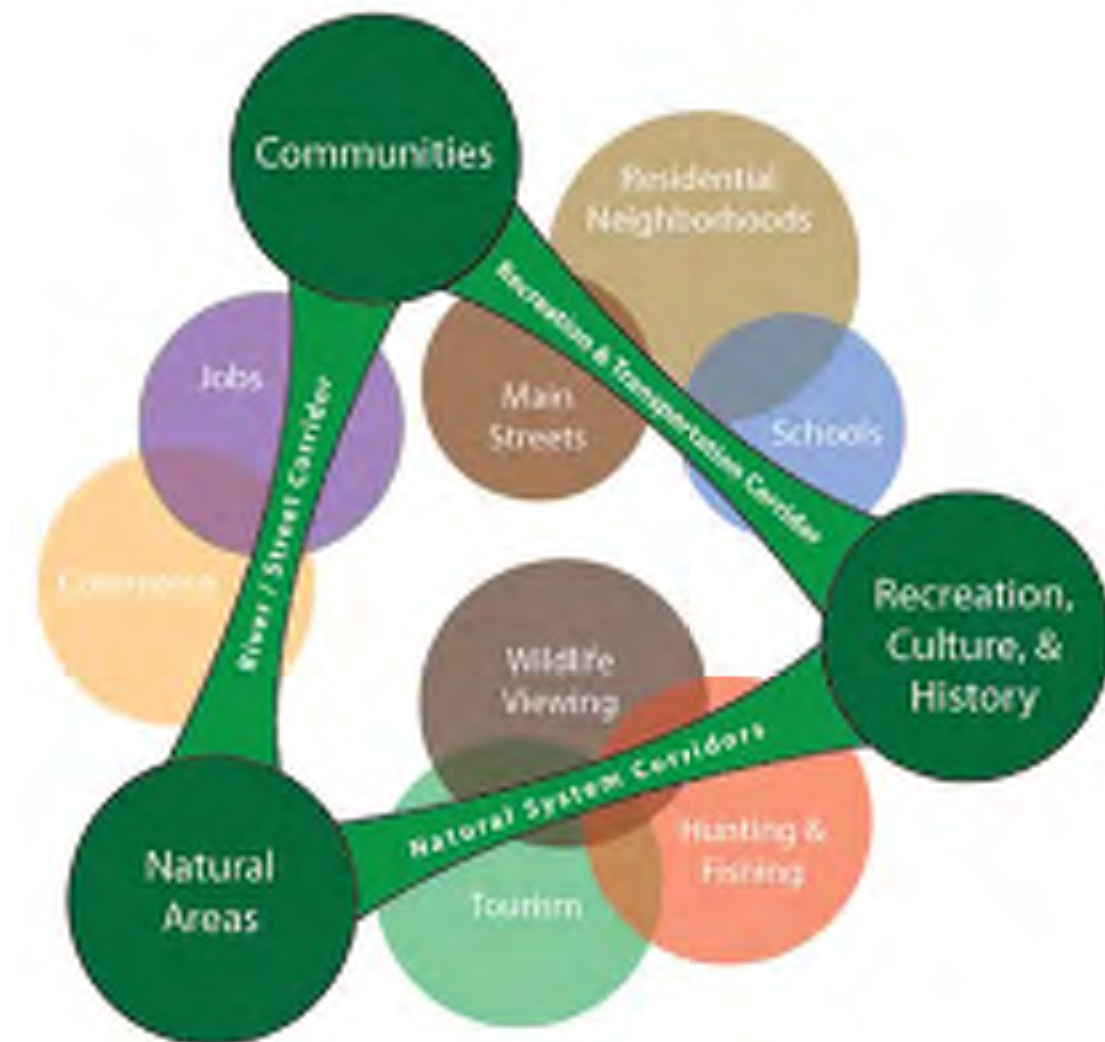 Communities
Residential
Neighborhoods
Recreation & Transportation Corridor
Jobs
Main
Streets
Schools
River / Street Corridor
Commerce
Recreation,
Culture, &
History
Wildlife
Viewing
Natural System Corridors
Hunting &
Fishing
Natural
Areas
Tourism